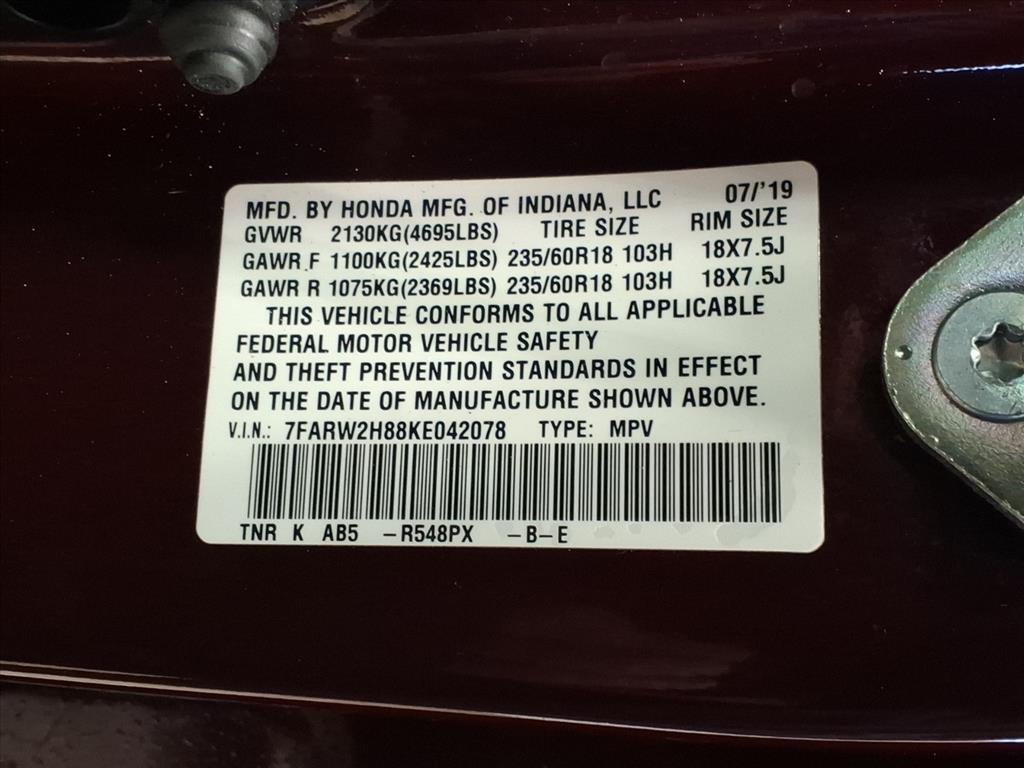 MFD. BY HONDA MFG. OF INDIANA, LLC 07/'19
GVWR 2130KG(4695LBS) TIRE SIZE RIM SIZE
GAWR F 1100KG(2425LBS) 235/60R18 103H 18X7.5J
GAWR R 1075KG(2369LBS) 235/60R18 103H 18X7.5J
THIS VEHICLE CONFORMS TO ALL APPLICABLE
FEDERAL MOTOR VEHICLE SAFETY
AND THEFT PREVENTION STANDARDS IN EFFECT
ON THE DATE OF MANUFACTURE SHOWN ABOVE.
V.I.N.: 7FARW2H88KE042078 TYPE: MPV
TNR K AB5 -R548PX -B-E